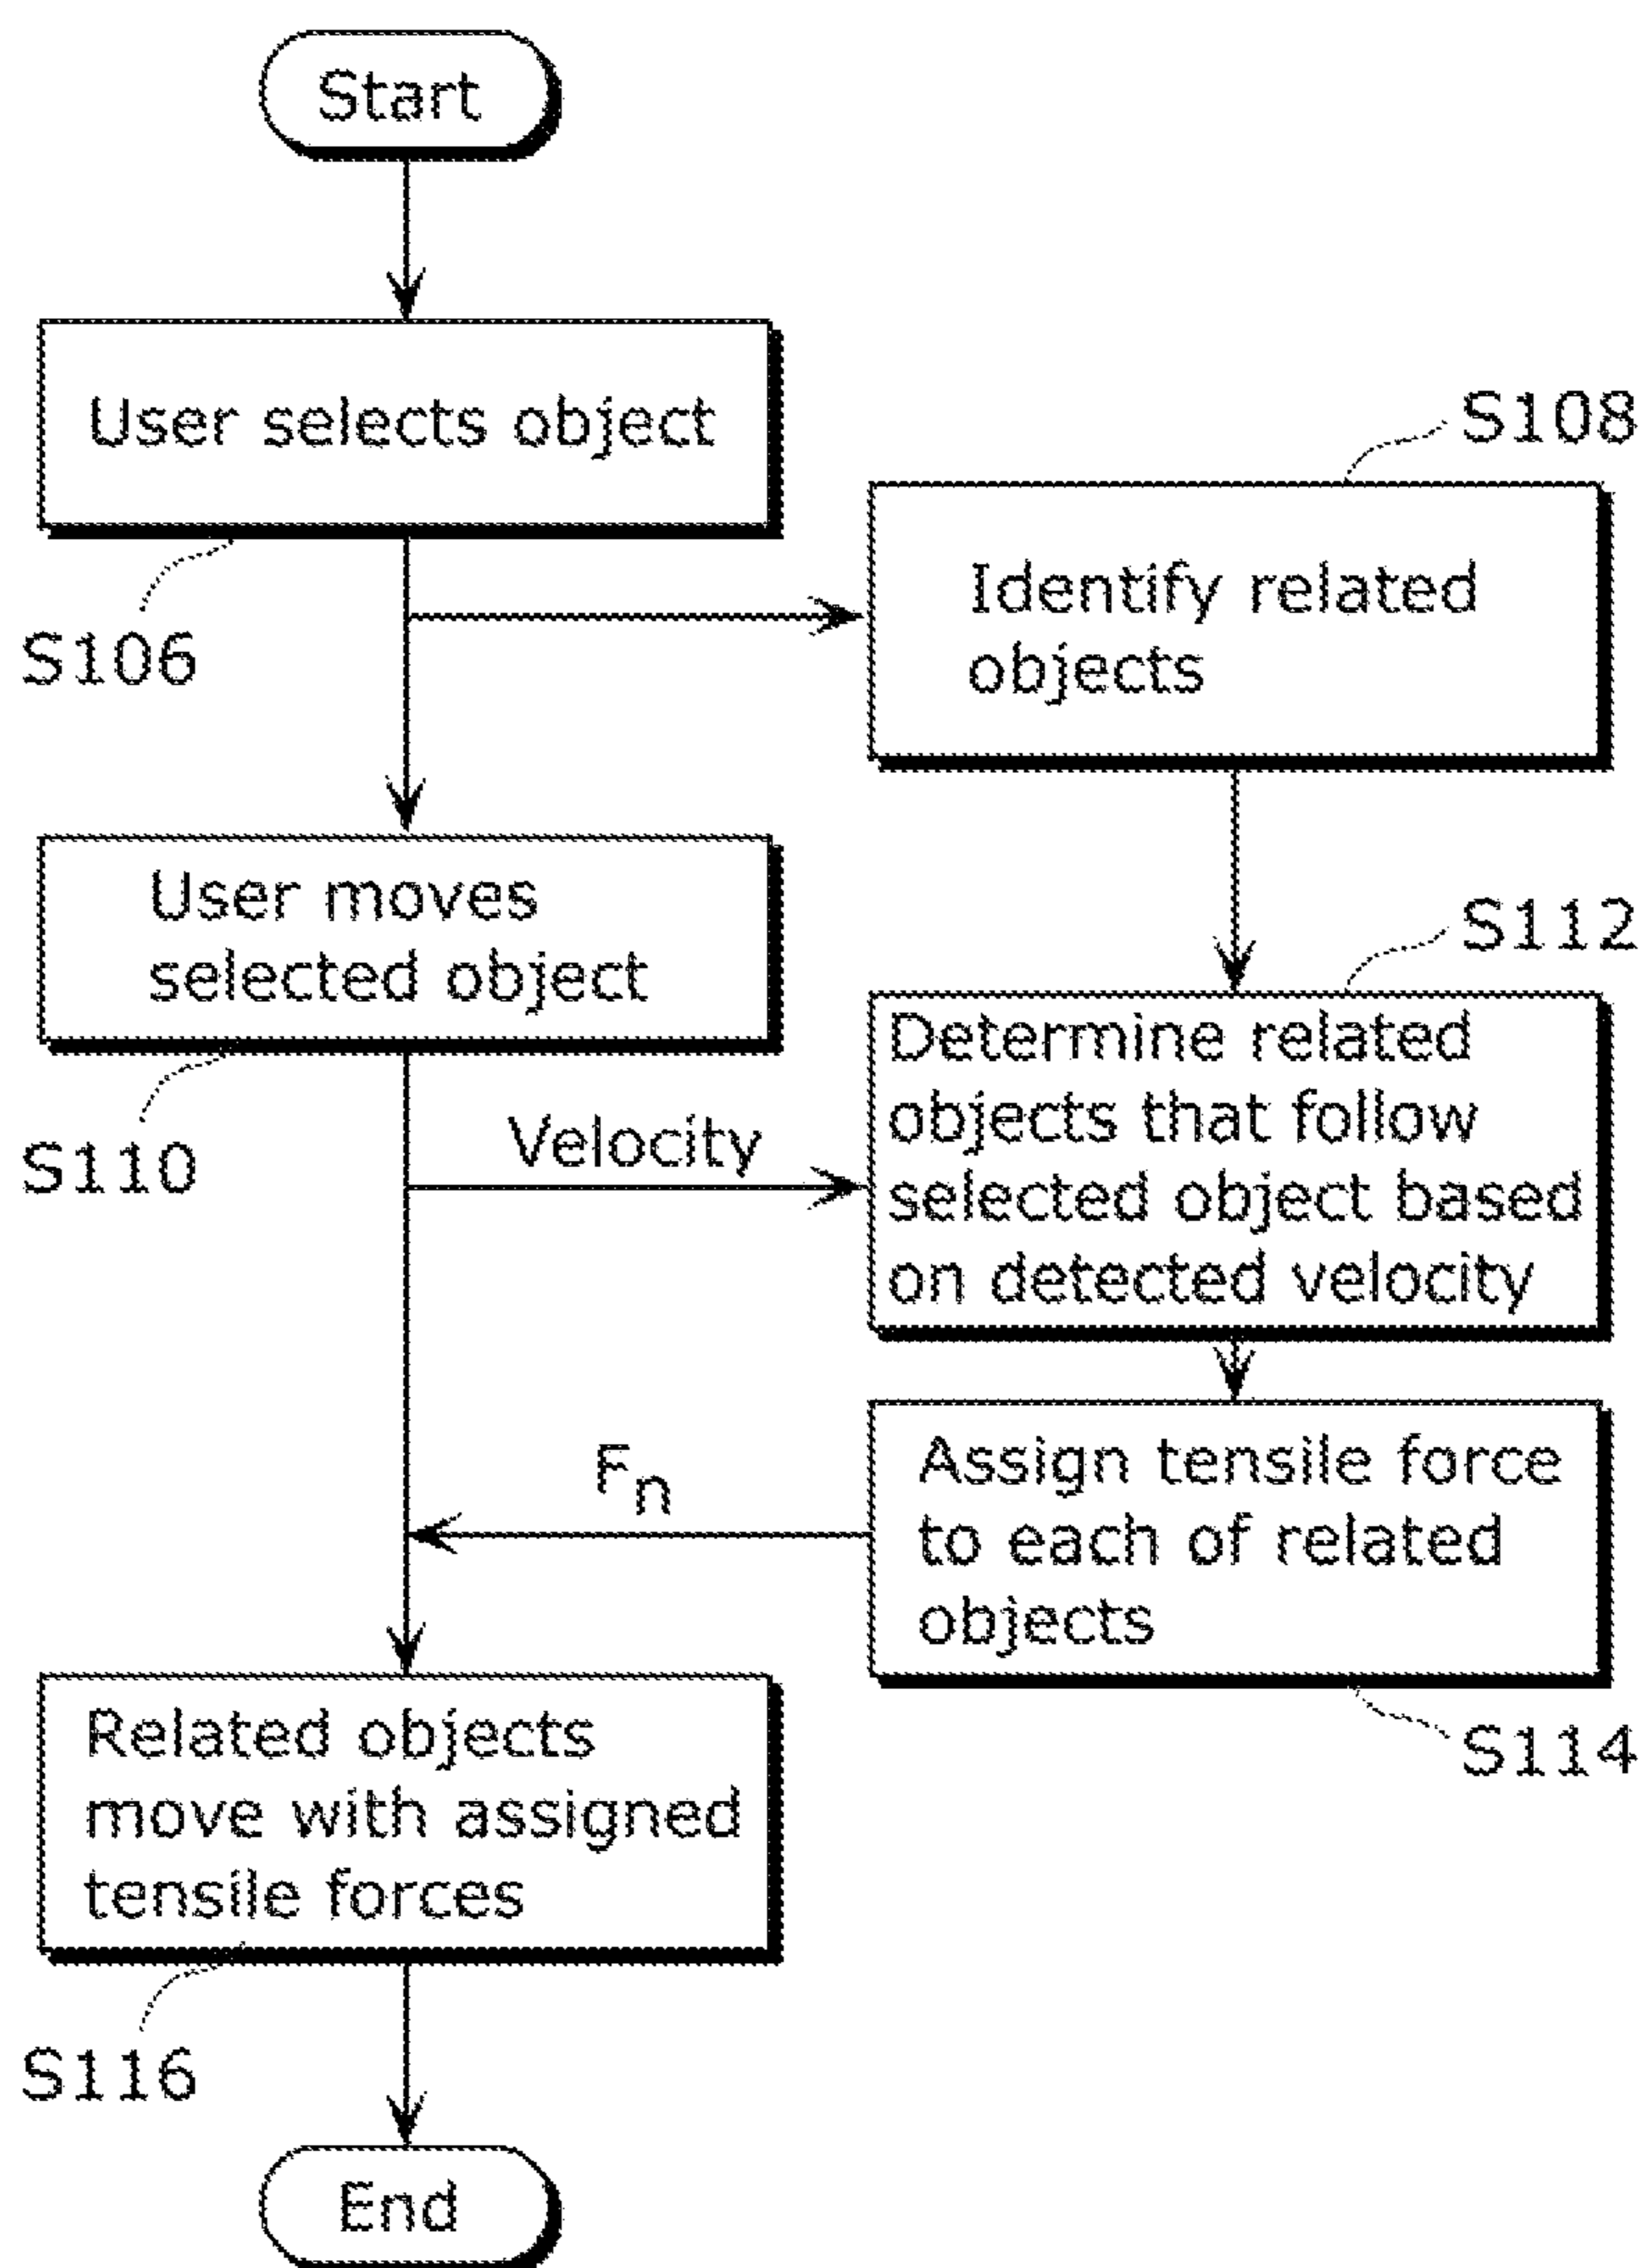 Start
User selects object
S106
S108
Identify related
objects
User moves
selected object
S110
Velocity
S112
Determine related
objects that follow
selected object based
on detected velocity
Fn
Assign tensile force
to each of related
objects
S114
Related objects
move with assigned
tensile forces
S116
End